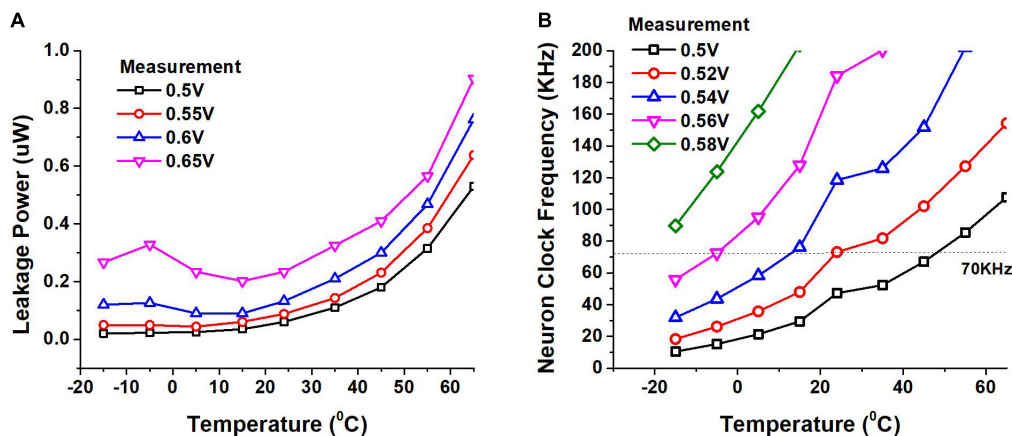 A
Measurement
0.5V
0.55V
0.6V
0.65V
1.0
0.8
0.6
0.4
0.2
0.0
Leakage Power (uW)
-20 -10 0 10 20 30 40 50 60
Temperature (⁰C)
B
Measurement
0.5V
0.52V
0.54V
0.56V
0.58V
200
180
160
140
120
100
80
60
40
20
0
Neuron Clock Frequency (KHz)
70KHz
-20 0 20 40 60
Temperature (⁰C)